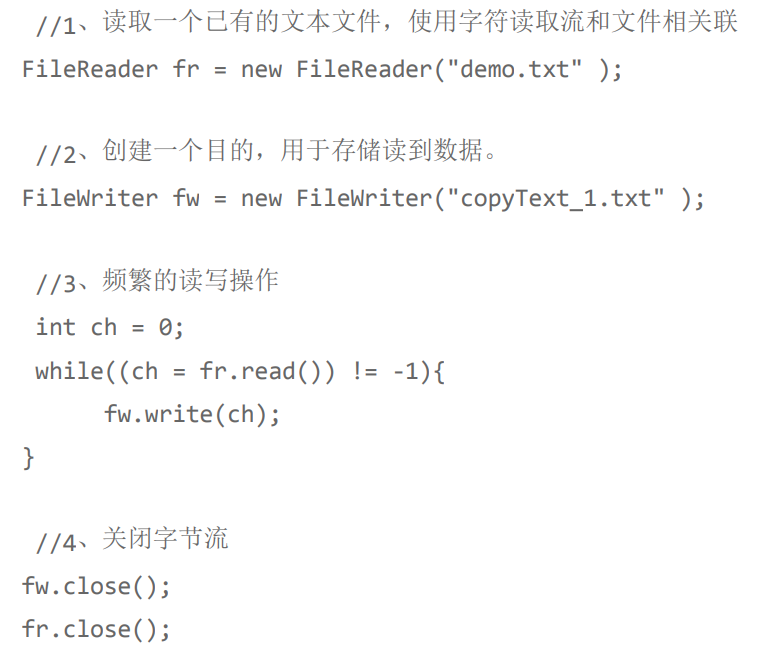 //1、读取一个已有的文本文件，使用字符读取流和文件相关联
FileReader fr = new FileReader("demo.txt" );
//2、创建一个目的，用于存储读到数据。
FileWriter fw = new FileWriter("copyText_1.txt" );
//3、频繁的读写操作
int ch = 0;
while((ch = fr.read()) != -1){
fw.write(ch);
}
//4、关闭字节流
fw.close();
fr.close();